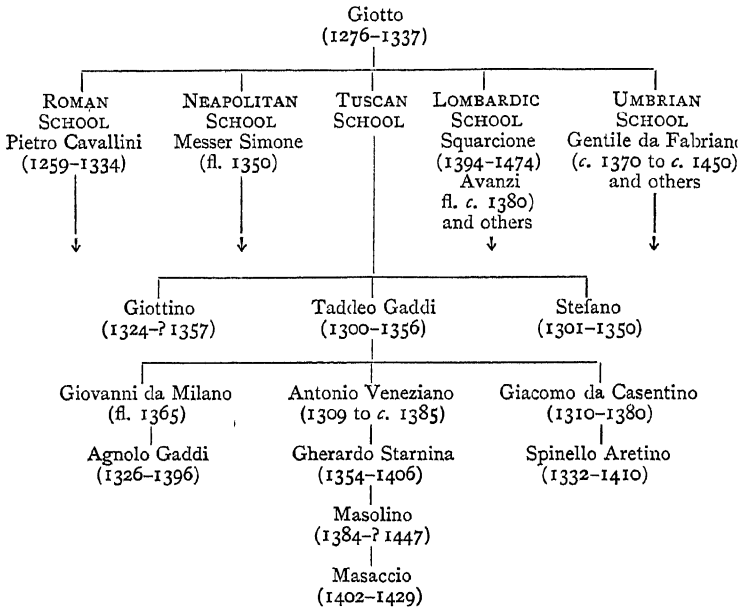 Giotto
(1276–1337)
ROMAN SCHOOL
Pietro Cavallini
(1259–1334)
NEAPOLITAN SCHOOL
Messer Simone
(fl. 1350)
TUSCAN SCHOOL
LOMBARDIC SCHOOL
Squarcione
(1394–1474)
Avanzi
fl. c. 1380)
and others
UMBRIAN SCHOOL
Gentile da Fabriano
(c. 1370 to c. 1450)
and others
Giottino
(1324–? 1357)
Taddeo Gaddi
(1300–1356)
Stefano
(1301–1350)
Giovanni da Milano
(fl. 1365)
Antonio Veneziano
(1309 to c. 1385)
Giacomo da Casentino
(1310–1380)
Agnolo Gaddi
(1326–1396)
Gherardo Starnina
(1354–1406)
Spinello Aretino
(1332–1410)
Masolino
(1384–? 1447)
Masaccio
(1402–1429)